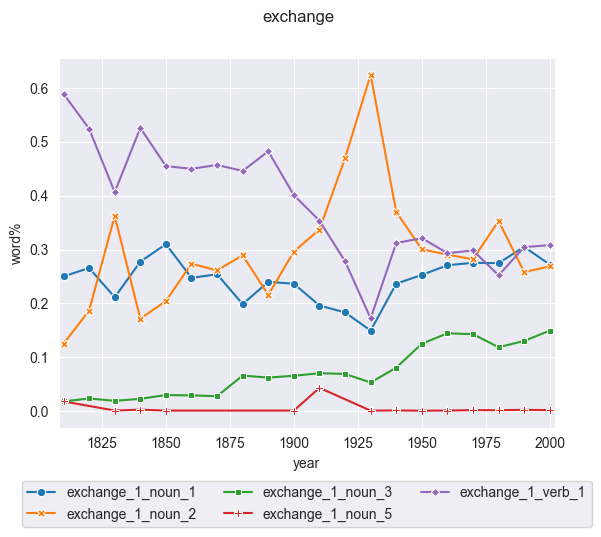 exchange
0.6
0.5
0.4
0.3
0.2
0.1
0.0
word%
1825 1850 1875 1900 1925 1950 1975 2000
year
exchange_1_noun_1 exchange_1_noun_3 exchange_1_verb_1
exchange_1_noun_2 exchange_1_noun_5